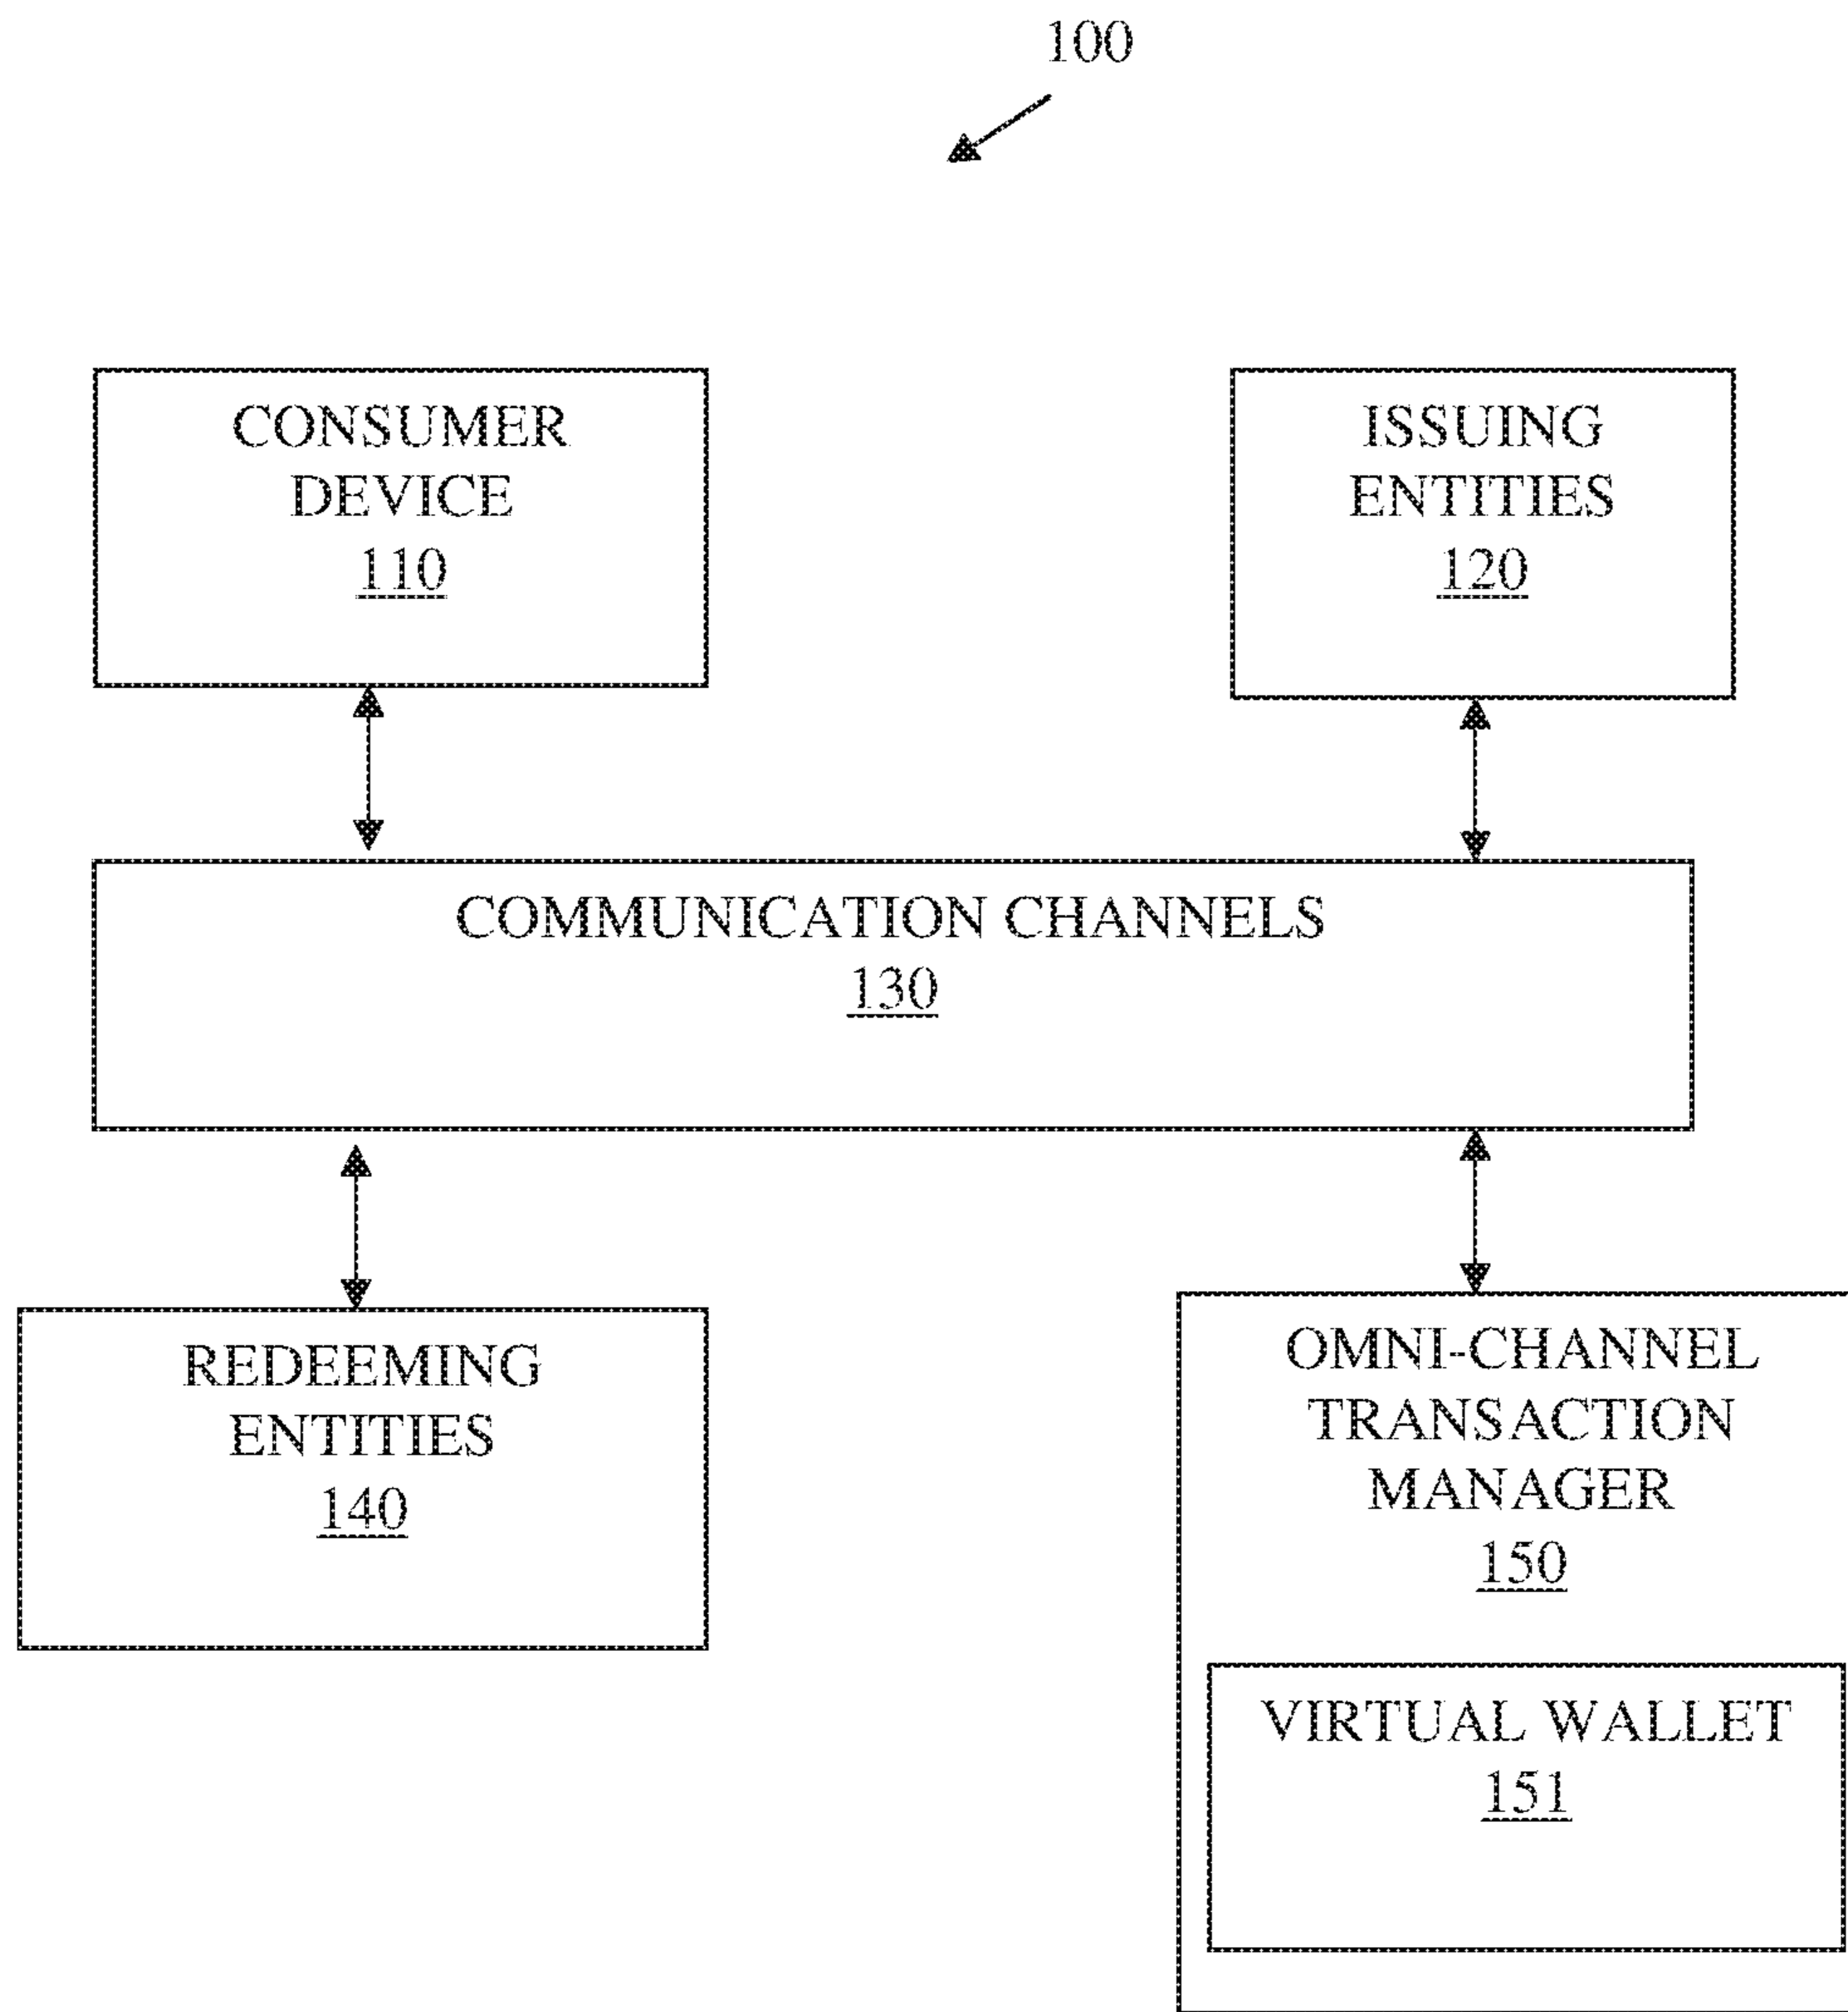 100
CONSUMER
DEVICE
110
ISSUING
ENTITIES
120
COMMUNICATION CHANNELS
130
REDEEMING
ENTITIES
140
OMNI-CHANNEL
TRANSACTION
MANAGER
150
VIRTUAL WALLET
151